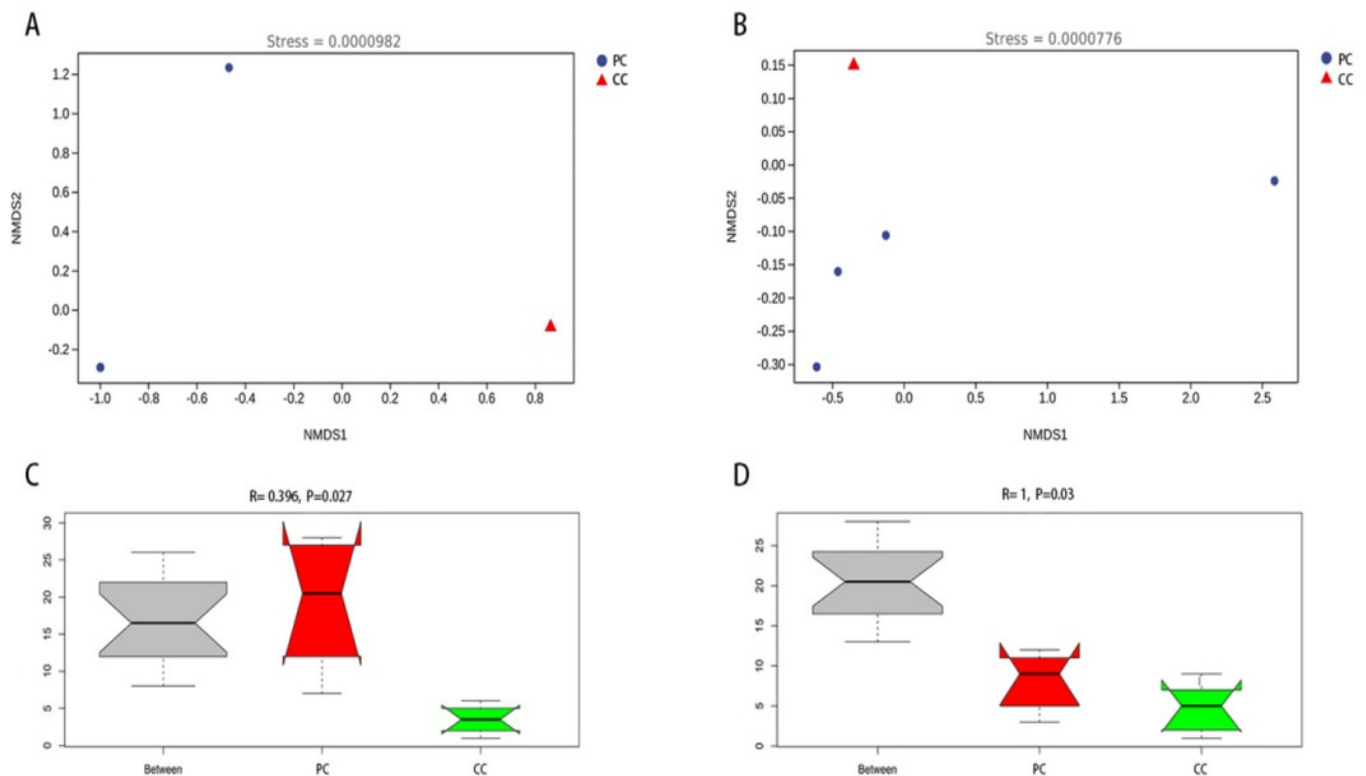 A
Stress = 0.0000982
PC
CC
1.2
1.0
0.8
0.6
0.4
0.2
0.0
-0.2
NMDS2
-1.0 -0.8 -0.6 -0.4 -0.2 0.0 0.2 0.4 0.6 0.8
NMDS1
B
Stress = 0.0000776
PC
CC
0.15
0.10
0.05
0.00
-0.05
-0.10
-0.15
-0.20
-0.25
-0.30
NMDS2
-0.5 0.0 0.5 1.0 1.5 2.0 2.5
NMDS1
C
R= 0.396, P=0.027
30
25
20
15
10
5
0
Between PC CC
D
R= 1, P=0.03
25
20
15
10
5
0
Between PC CC